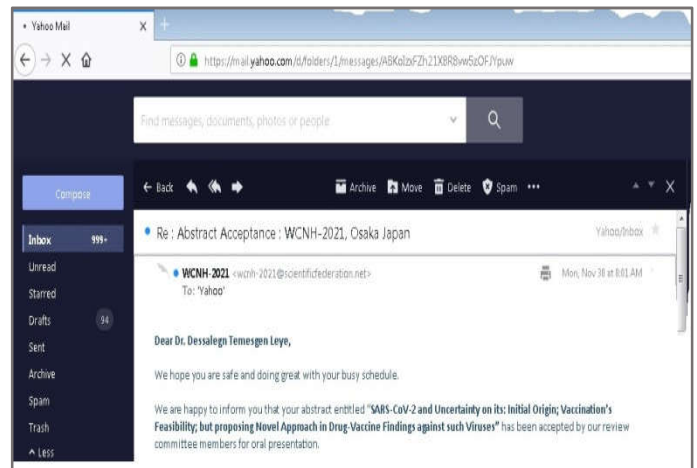 Yahoo Mail X +
https://mail.yahoo.com/d/folders/1/messages/
Find messages, documents, photos or people
Compose
Back Archive Move Delete Spam ••• X
Inbox 999+
Re : Abstract Acceptance : WCNH-2021, Osaka Japan Yahoo/Inbox
Unread
WCNH-2021 <wcnh-2021@scientificfederation.net> Mon, Nov 30 at 8:01 AM
Starred
To: 'Yahoo'
Drafts 94
Sent
Dear Dr. Dessalegn Temesgen Leye,
Archive
We hope you are safe and doing great with your busy schedule.
Spam
We are happy to inform you that your abstract entitled "SARS-CoV-2 and Uncertainty on its: Initial Origin; Vaccination's
Trash
Feasibility; but proposing Novel Approach in Drug-Vaccine Findings against such Viruses" has been accepted by our review
Less
committee members for oral presentation.